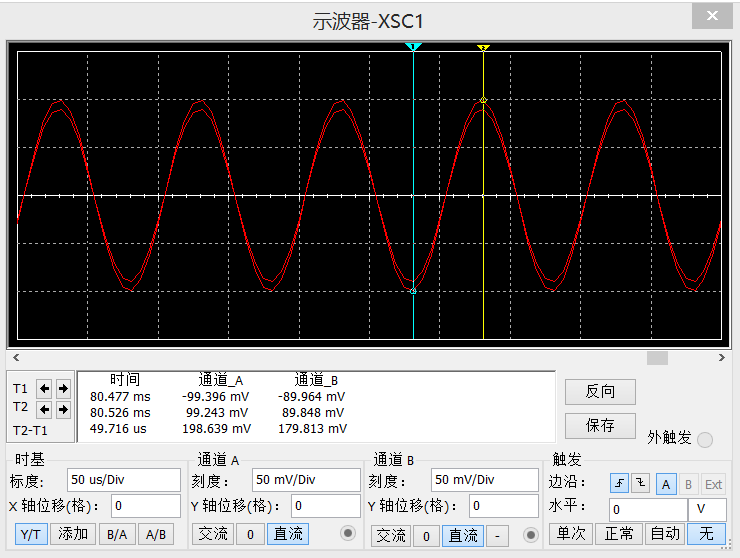 示波器-XSC1
1 2
时间 通道_A 通道_B
T1 80.477 ms -99.396 mV -89.964 mV
T2 80.526 ms 99.243 mV 89.848 mV
T2-T1 49.716 us 198.639 mV 179.813 mV
反向
保存
外触发
时基 通道 A 通道 B 触发
标度: 50 us/Div 刻度: 50 mV/Div 刻度: 50 mV/Div 边沿: A B Ext
X 轴位移(格): 0 Y 轴位移(格): 0 Y 轴位移(格): 0 水平: 0 V
Y/T 添加 B/A A/B 交流 0 直流 交流 0 直流 - 单次 正常 自动 无